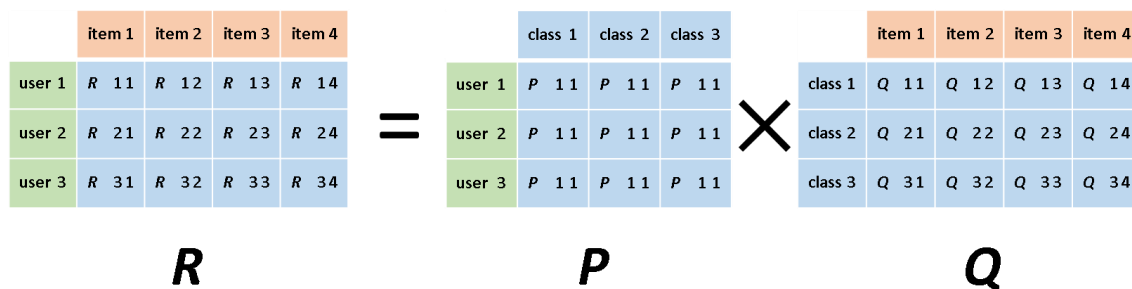 item 1 item 2 item 3 item 4
user 1 R 11 R 12 R 13 R 14
user 2 R 21 R 22 R 23 R 24
user 3 R 31 R 32 R 33 R 34
R
=
class 1 class 2 class 3
user 1 P 11 P 11 P 11
user 2 P 11 P 11 P 11
user 3 P 11 P 11 P 11
P
×
item 1 item 2 item 3 item 4
class 1 Q 11 Q 12 Q 13 Q 14
class 2 Q 21 Q 22 Q 23 Q 24
class 3 Q 31 Q 32 Q 33 Q 34
Q